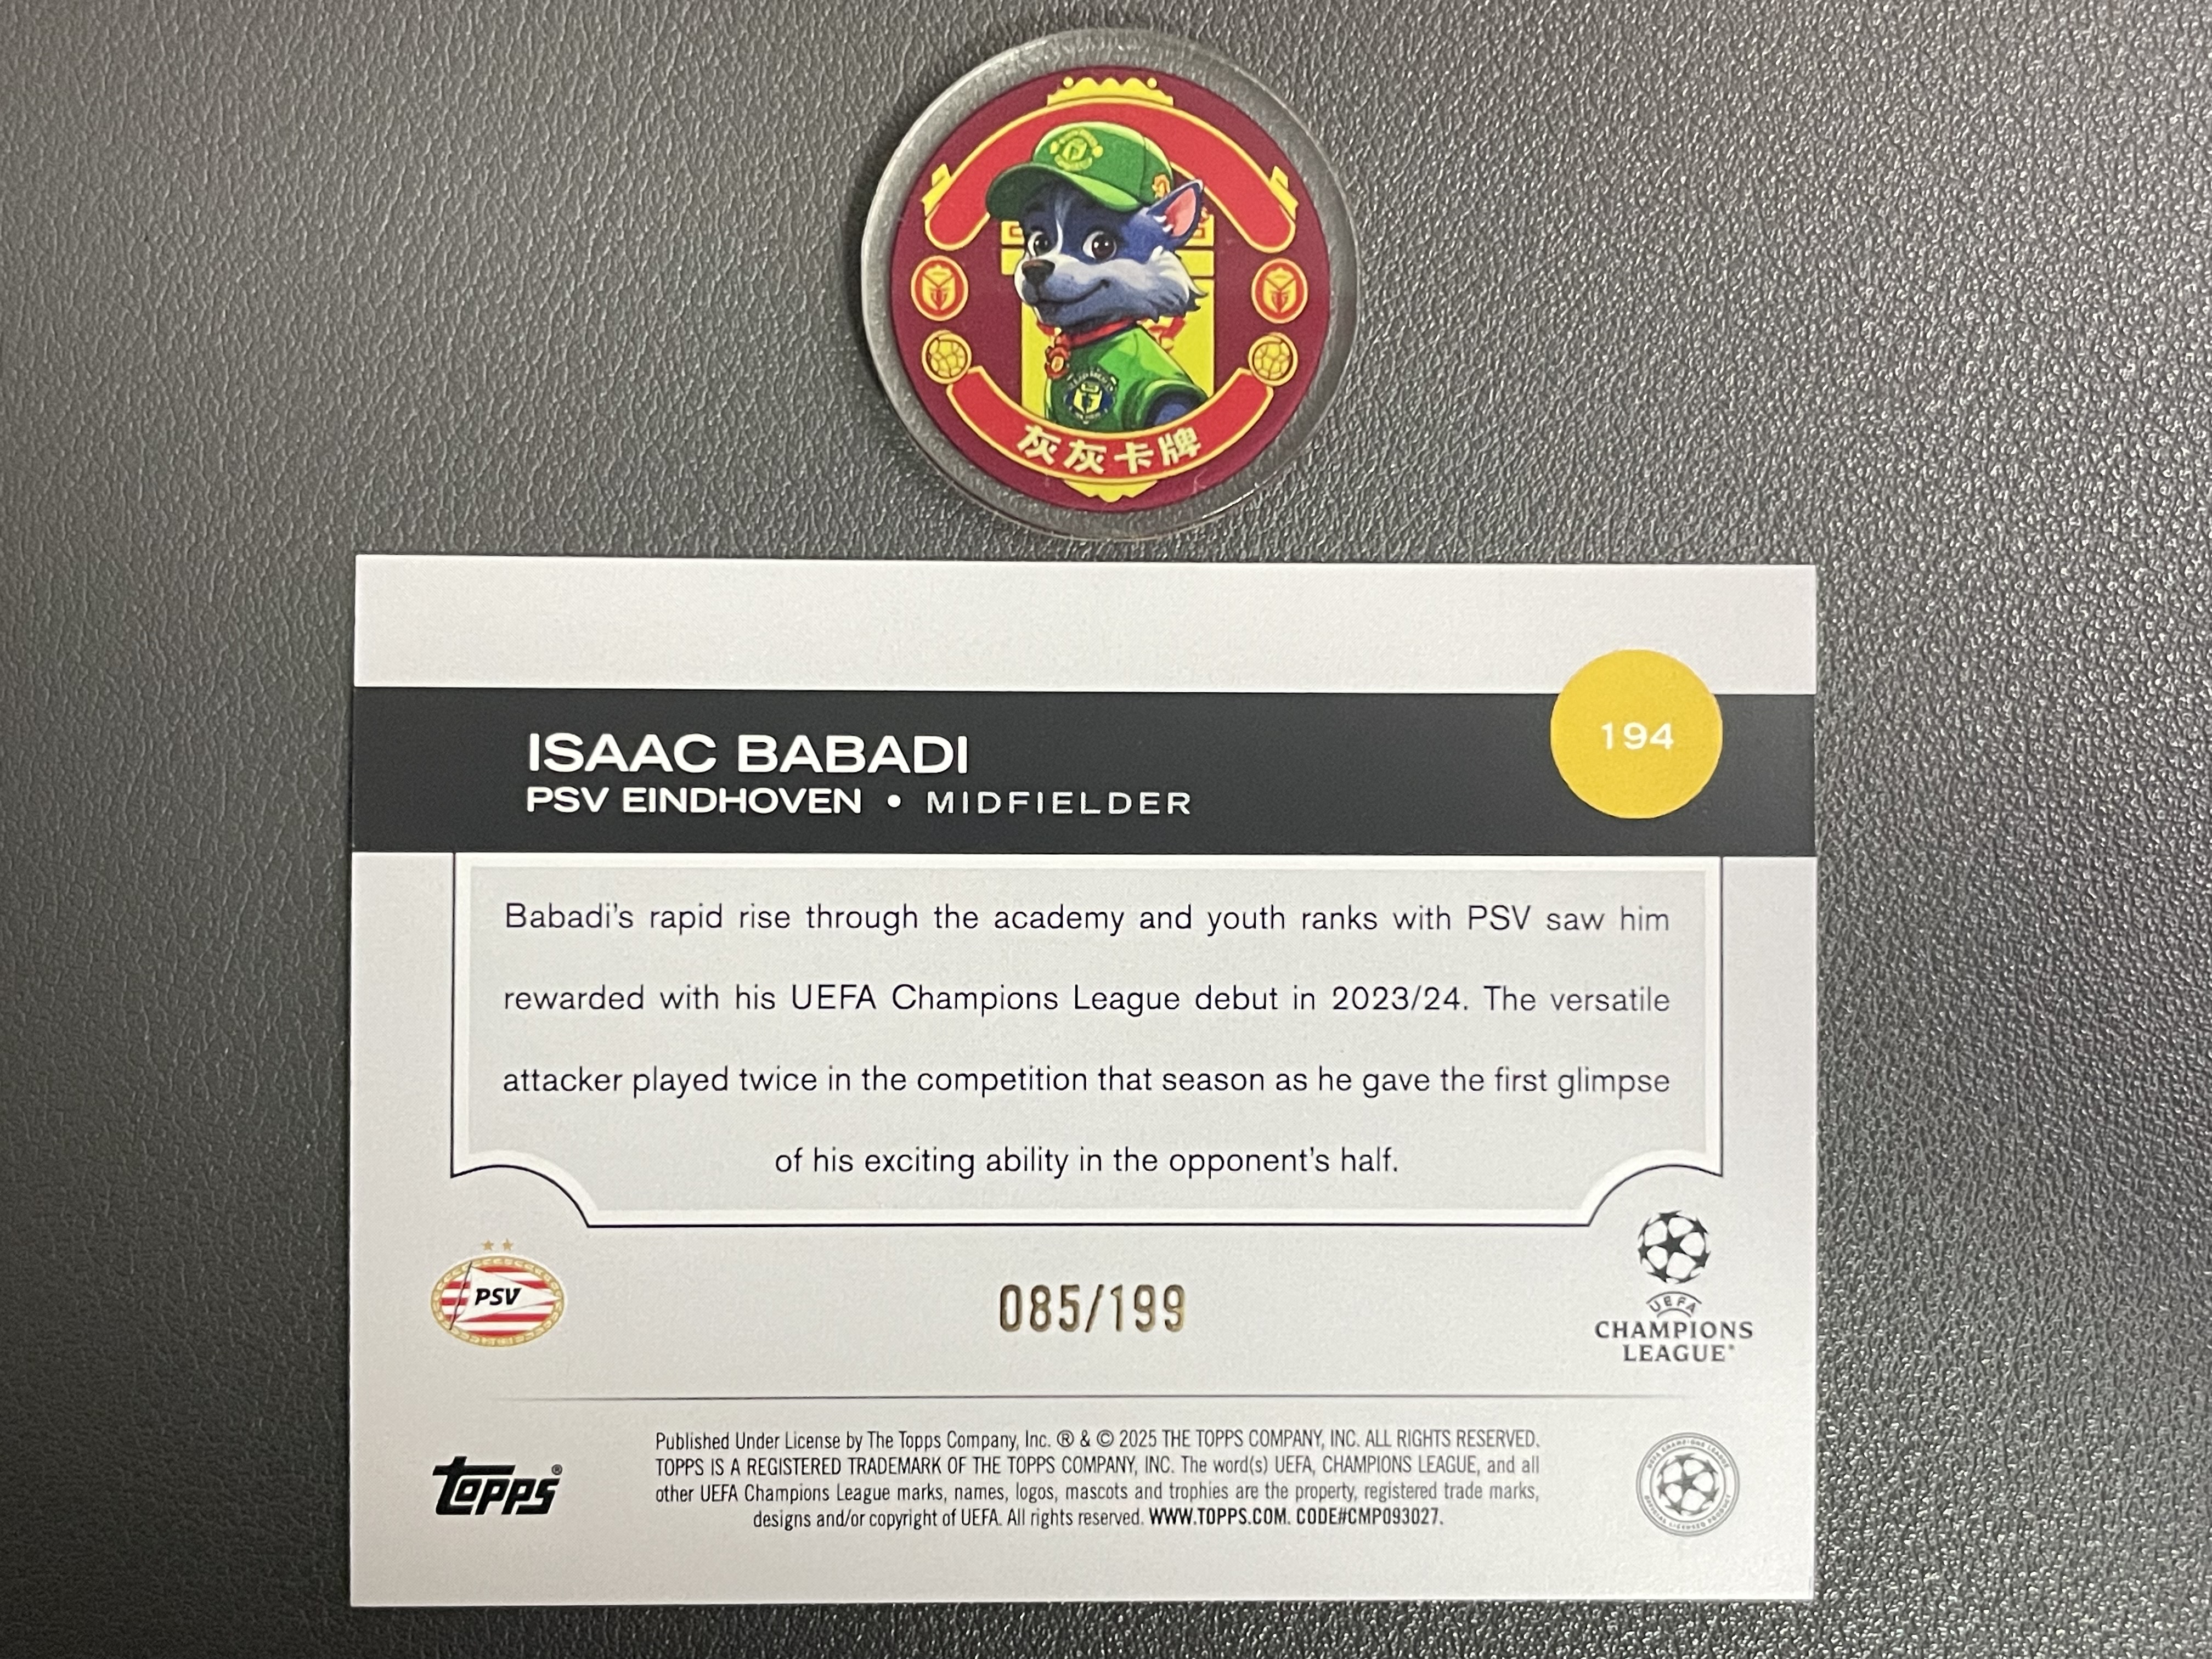 灰灰卡牌
ISAAC BABADI
194
PSV EINDHOVEN • MIDFIELDER
Babadi's rapid rise through the academy and youth ranks with PSV saw him
rewarded with his UEFA Champions League debut in 2023/24. The versatile
attacker played twice in the competition that season as he gave the first glimpse
of his exciting ability in the opponent's half.
PSV
085/199
UEFA
CHAMPIONS
LEAGUE®
topps®
Published Under License by The Topps Company, Inc. ® & © 2025 THE TOPPS COMPANY, INC. ALL RIGHTS RESERVED.
TOPPS IS A REGISTERED TRADEMARK OF THE TOPPS COMPANY, INC. The word(s) UEFA, CHAMPIONS LEAGUE, and all
other UEFA Champions League marks, names, logos, mascots and trophies are the property, registered trade marks,
designs and/or copyright of UEFA. All rights reserved. WWW.TOPPS.COM. CODE#CMP093027.